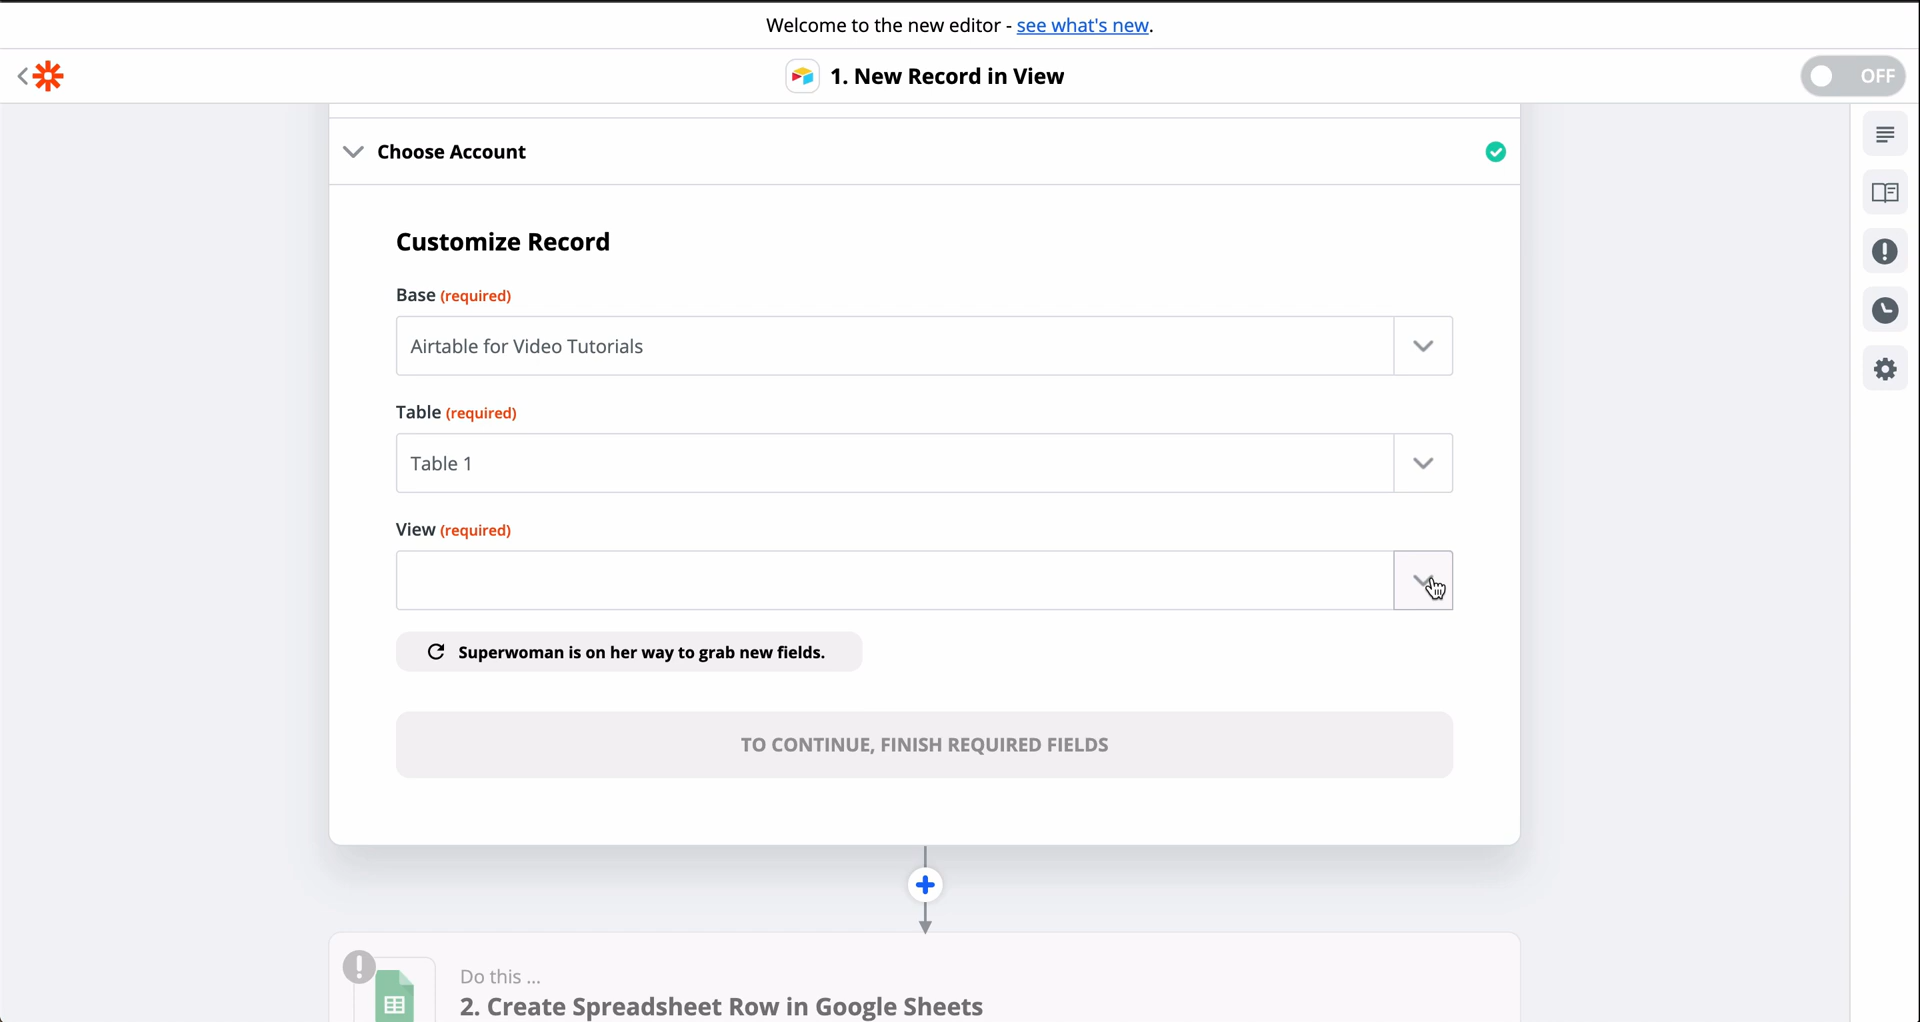 Welcome to the new editor - see what's new.
1. New Record in View
OFF
Choose Account
Customize Record
Base (required)
Airtable for Video Tutorials
Table (required)
Table 1
View (required)
Superwoman is on her way to grab new fields.
TO CONTINUE, FINISH REQUIRED FIELDS
Do this ...
2. Create Spreadsheet Row in Google Sheets